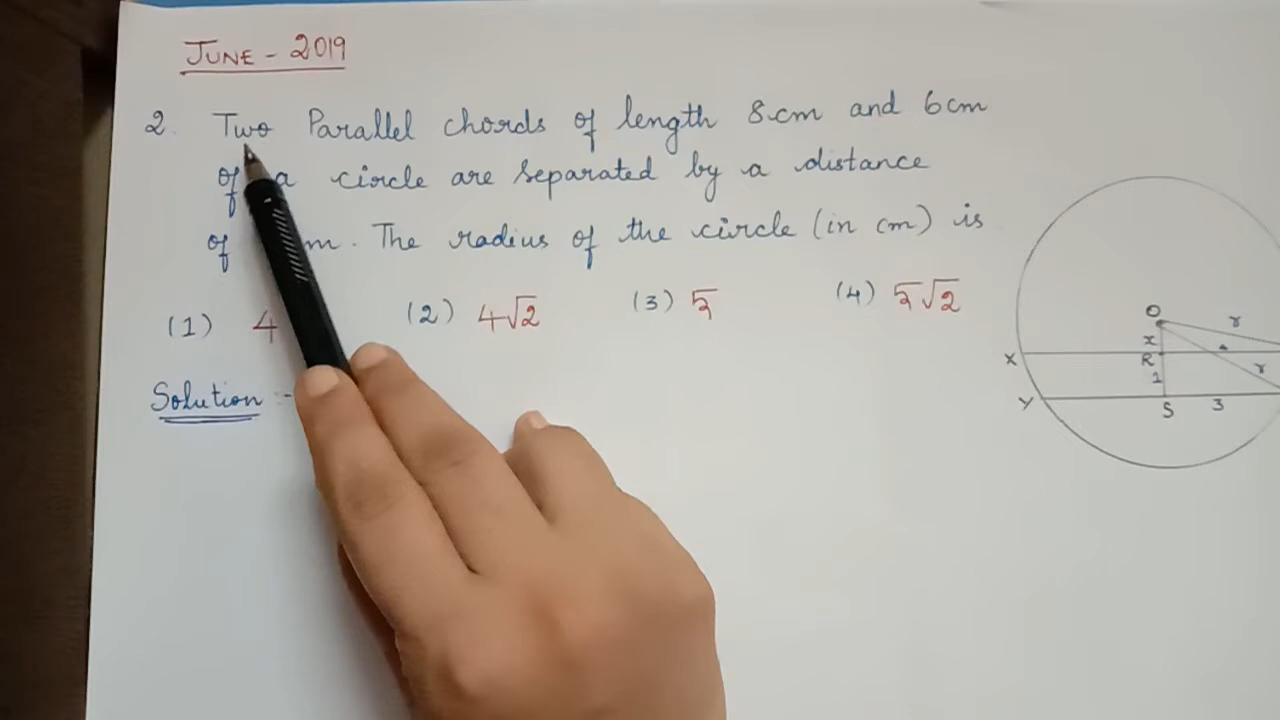 JUNE - 2019
2. Two Parallel chords of length 8cm and 6cm
of a circle are separated by a distance
of m. The radius of the circle (in cm) is
(1) 4 (2) 4√2 (3) 5 (4) 5√2
Solution :-
O
r
x
X R
r
1
Y S 3